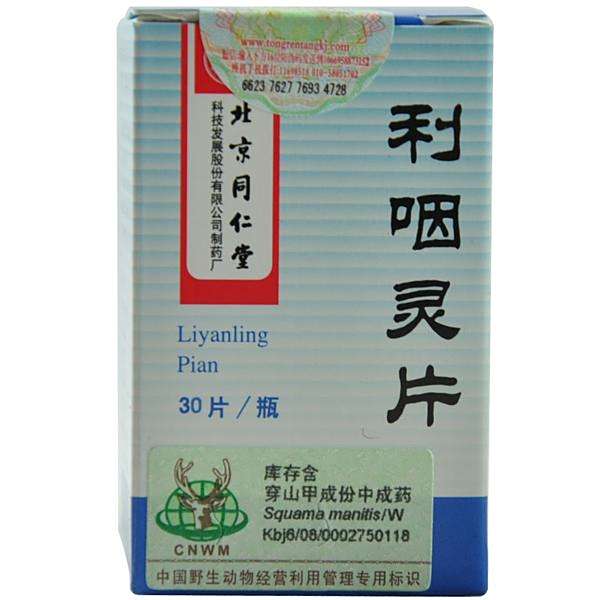 www.tongrentangkj.com
6623 7627 7693 4728
北京同仁堂
科技发展股份有限公司制药厂
利咽灵片
Liyanling
Pian
30片/瓶
库存含
穿山甲成份中成药
Squama manitis/W
Kbj6/08/0002750118
CNWM
中国野生动物经营利用管理专用标识